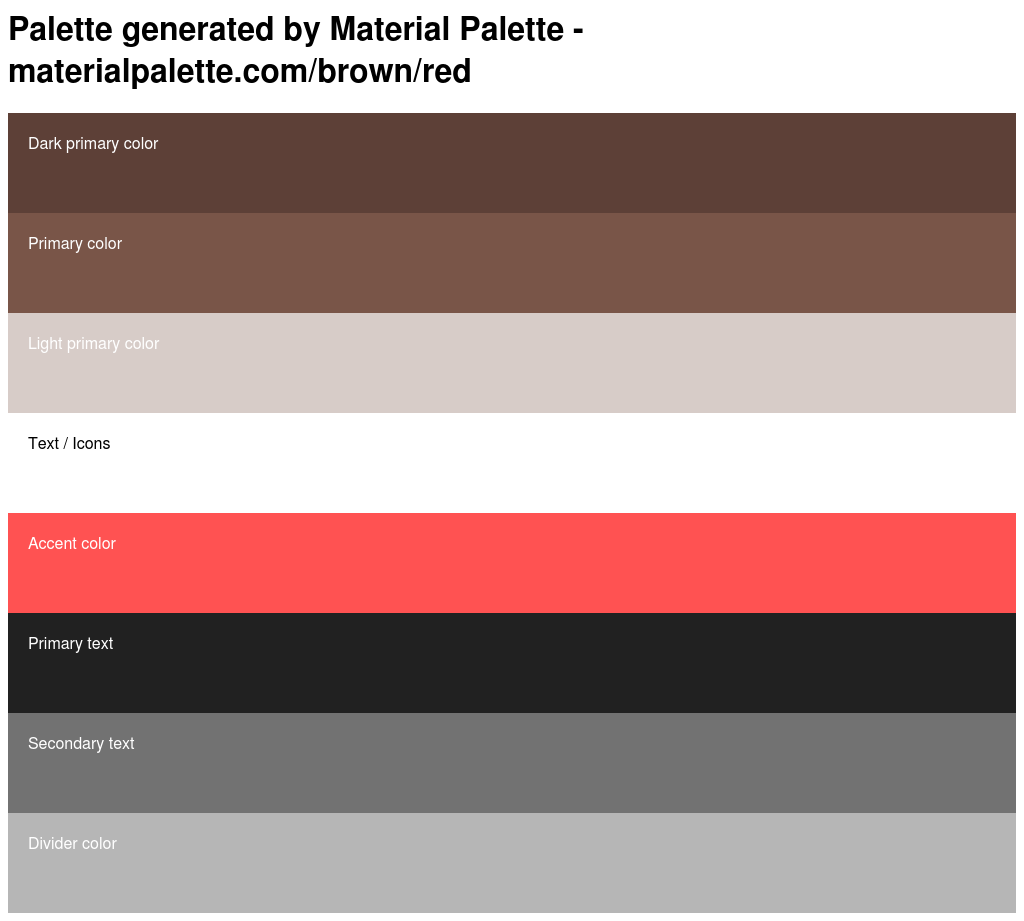 Palette generated by Material Palette -
materialpalette.com/brown/red
Dark primary color
Primary color
Light primary color
Text / Icons
Accent color
Primary text
Secondary text
Divider color